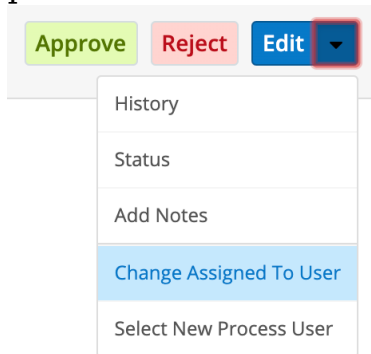 Approve Reject Edit
History
Status
Add Notes
Change Assigned To User
Select New Process User